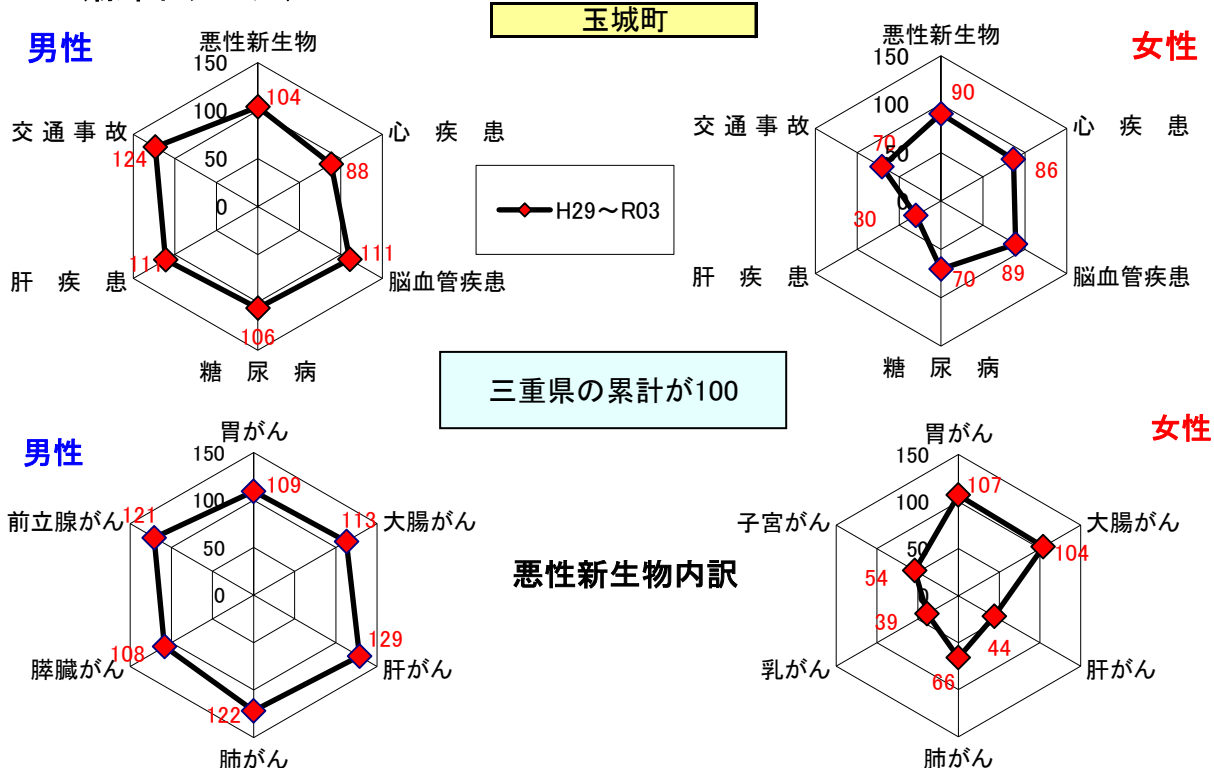 玉城町
男性
悪性新生物
心 疾 患
脳血管疾患
糖 尿 病
肝 疾 患
交 通 事 故
150
100
50
0
104
88
111
106
111
124
H29～R03
女性
悪性新生物
心 疾 患
脳血管疾患
糖 尿 病
肝 疾 患
交 通 事 故
150
100
50
0
90
86
89
70
30
70
三重県の累計が100
男性
胃がん
大腸がん
肝がん
肺がん
膵臓がん
前立腺がん
150
100
50
0
109
113
129
122
108
121
悪性新生物内訳
女性
胃がん
大腸がん
肝がん
肺がん
乳がん
子宮がん
150
100
50
0
107
104
44
66
39
54